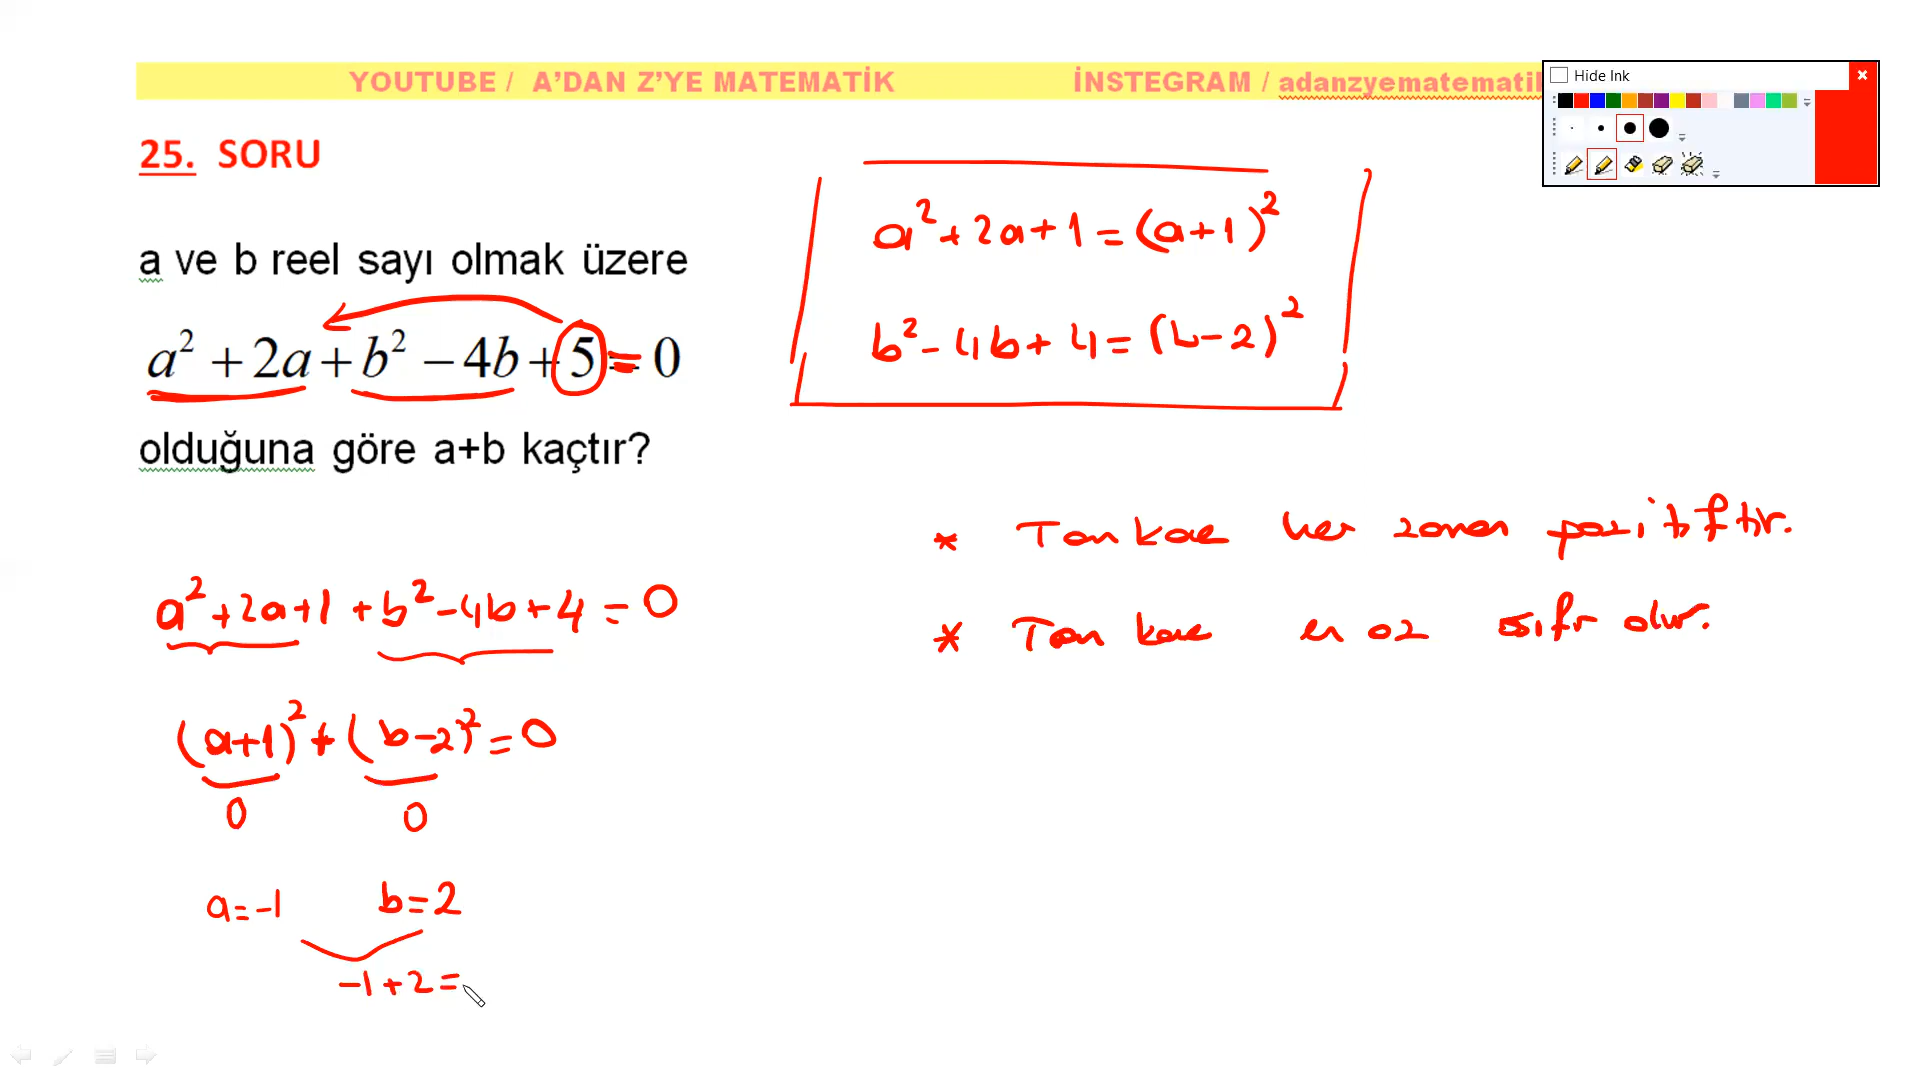 YOUTUBE / A’DAN Z’YE MATEMATİK İNSTEGRAM / adanzyematematik
Hide Ink
25. SORU
a ve b reel sayı olmak üzere
a² + 2a + b² − 4b + 5 = 0
olduğuna göre a+b kaçtır?
a²+2a+1=(a+1)²
b²-4b+4=(b-2)²
* Tam kare her zaman pozitiftir.
* Tam kare en az sıfır olur.
a²+2a+1+b²-4b+4=0
(a+1)²+(b-2)²=0
0 0
a=-1 b=2
-1+2=